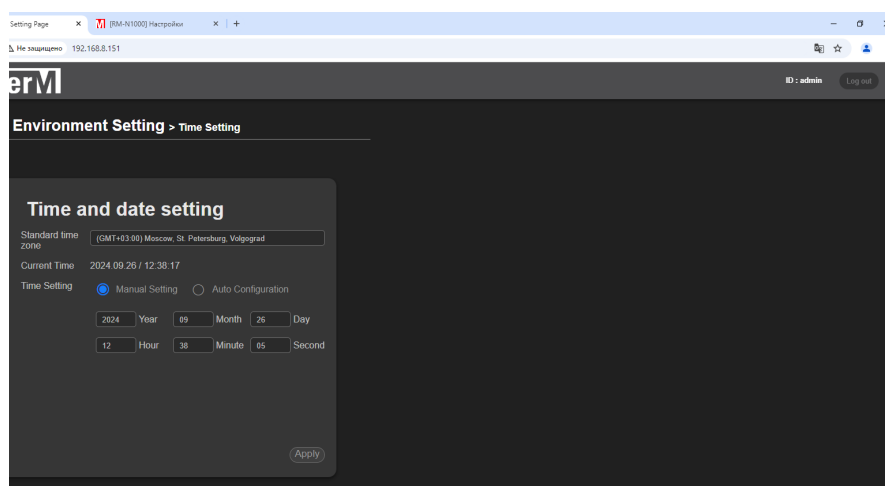 Setting Page × [RM-N1000] Настройки × +
Не защищено 192.168.8.151
erM ID : admin Log out
Environment Setting > Time Setting
Time and date setting
Standard time zone (GMT+03:00) Moscow, St. Petersburg, Volgograd
Current Time 2024.09.26 / 12:38:17
Time Setting Manual Setting Auto Configuration
2024 Year 09 Month 26 Day
12 Hour 38 Minute 05 Second
Apply